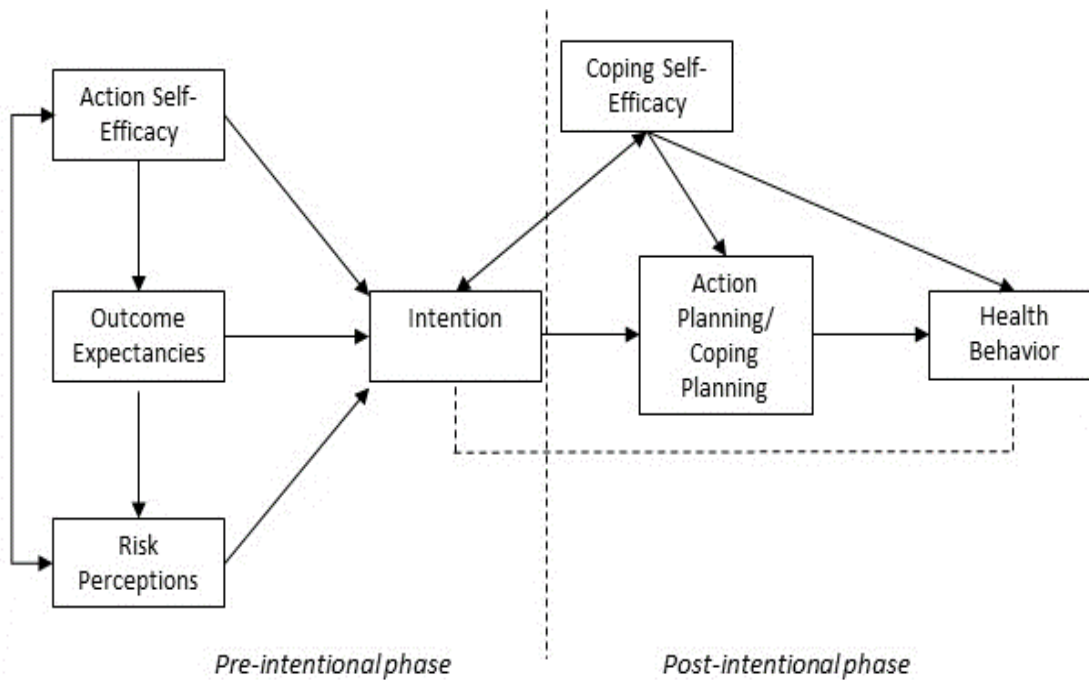 Action Self-
Efficacy
Outcome
Expectancies
Risk
Perceptions
Intention
Coping Self-
Efficacy
Action
Planning/
Coping
Planning
Health
Behavior
Pre-intentional phase
Post-intentional phase